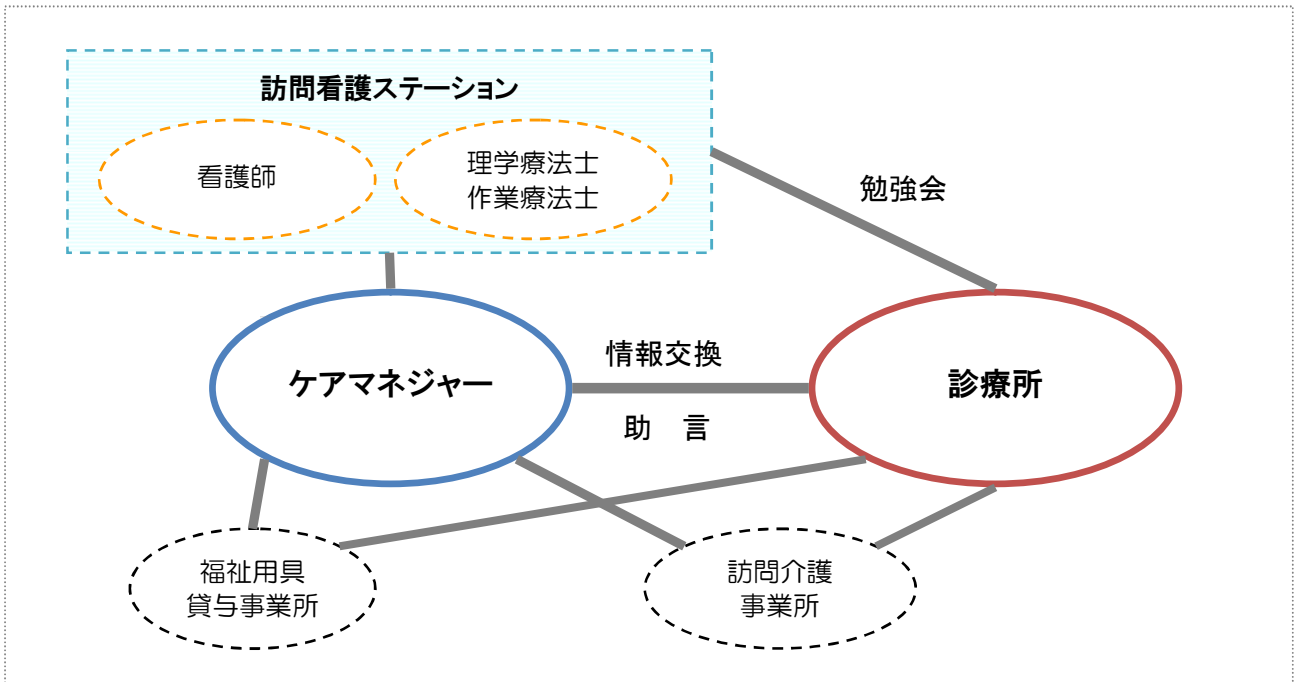 訪問看護ステーション
看護師
理学療法士
作業療法士
勉強会
情報交換
ケアマネジャー
診療所
助　言
福祉用具
貸与事業所
訪問介護
事業所